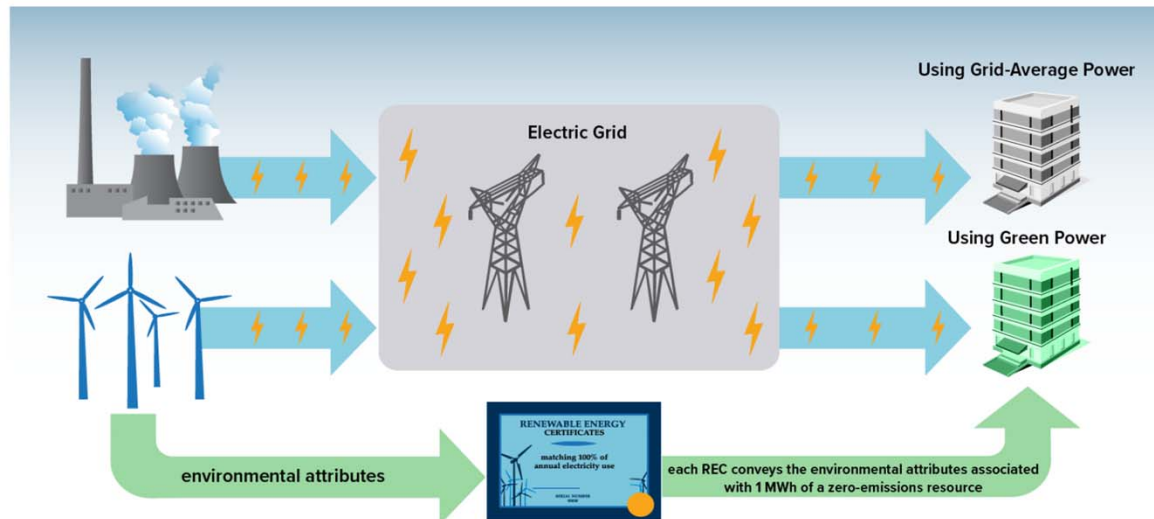 Using Grid-Average Power
Electric Grid
Using Green Power
RENEWABLE ENERGY
CERTIFICATES
matching 100% of
annual electricity use
environmental attributes
each REC conveys the environmental attributes associated
with 1 MWh of a zero-emissions resource